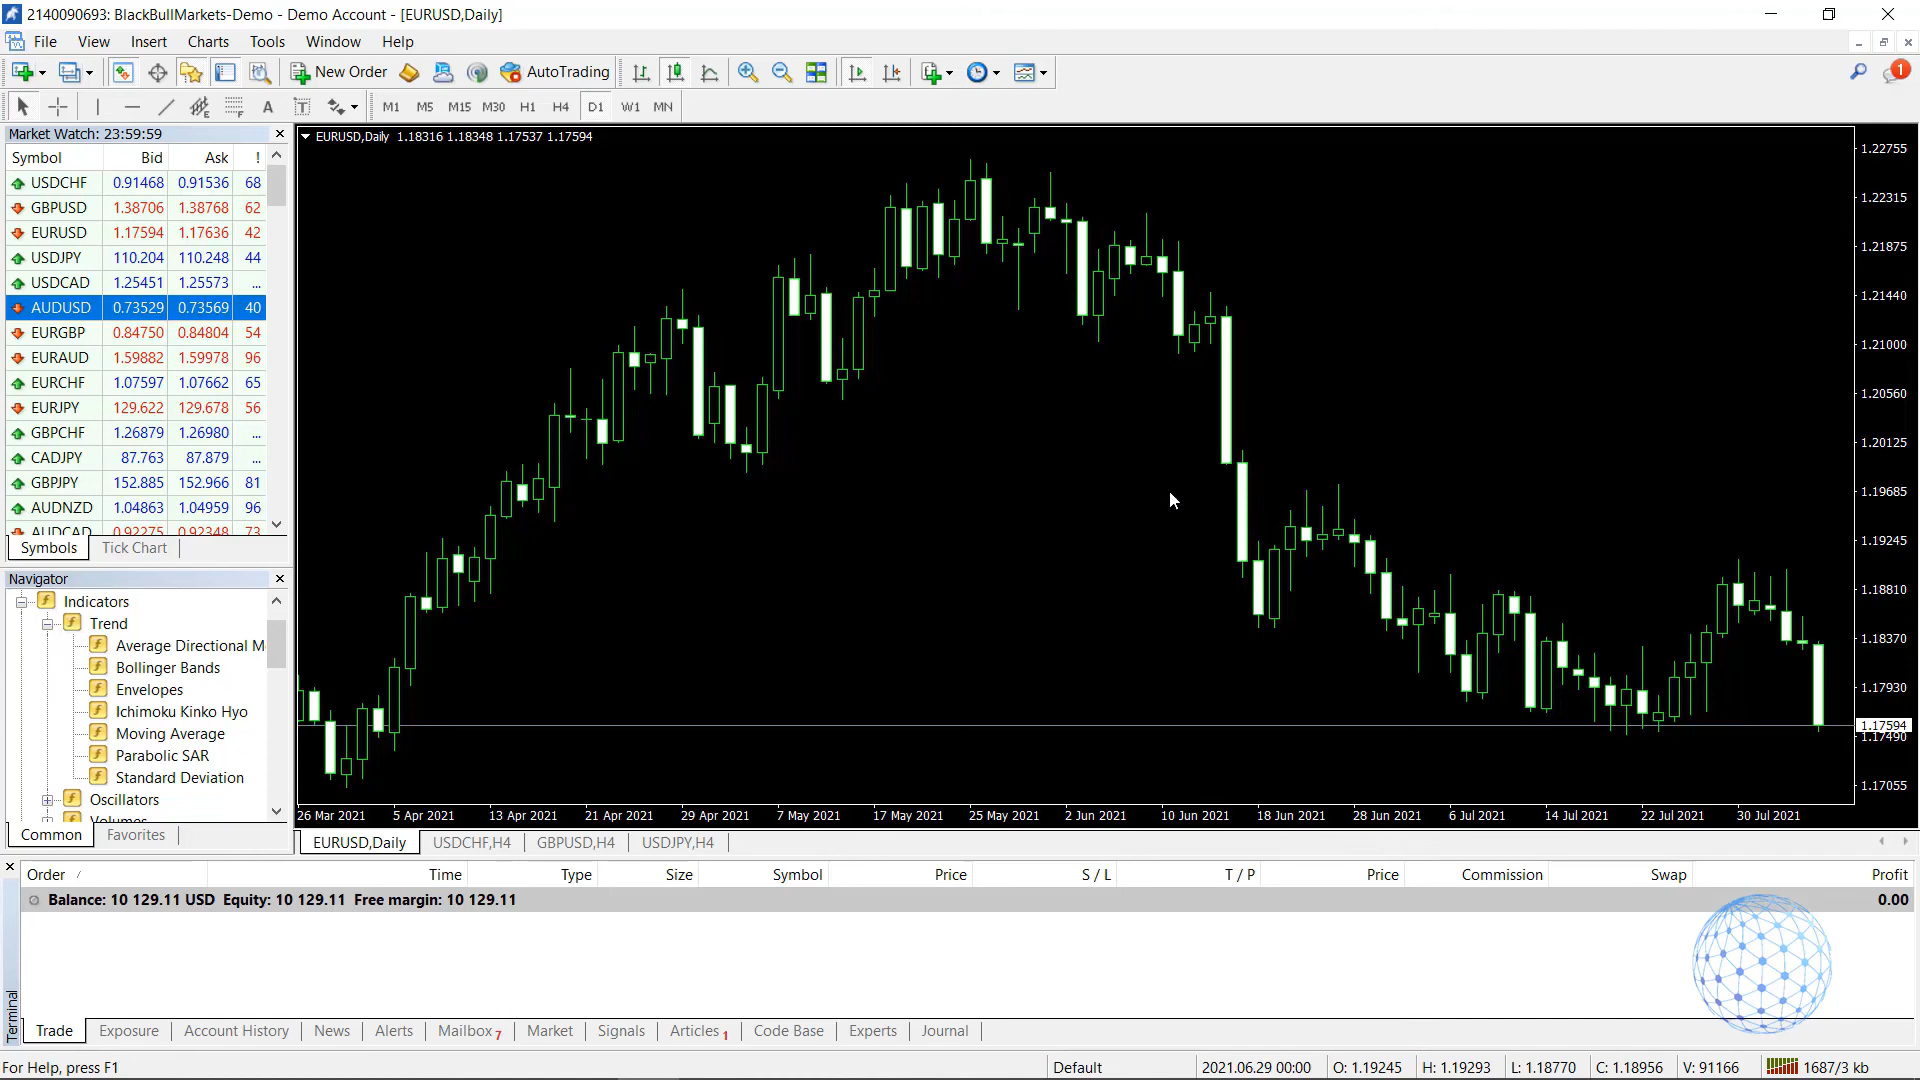 2140090693: BlackBullMarkets-Demo - Demo Account - [EURUSD,Daily]
File View Insert Charts Tools Window Help
New Order AutoTrading 1
A T M1 M5 M15 M30 H1 H4 D1 W1 MN
Market Watch: 23:59:59
Symbol Bid Ask !
USDCHF 0.91468 0.91536 68
GBPUSD 1.38706 1.38768 62
EURUSD 1.17594 1.17636 42
USDJPY 110.204 110.248 44
USDCAD 1.25451 1.25573 ...
AUDUSD 0.73529 0.73569 40
EURGBP 0.84750 0.84804 54
EURAUD 1.59882 1.59978 96
EURCHF 1.07597 1.07662 65
EURJPY 129.622 129.678 56
GBPCHF 1.26879 1.26980 ...
CADJPY 87.763 87.879 ...
GBPJPY 152.885 152.966 81
AUDNZD 1.04863 1.04959 96
AUDCAD 0.92275 0.92348 73
Symbols Tick Chart
Navigator
Indicators
Trend
Average Directional M
Bollinger Bands
Envelopes
Ichimoku Kinko Hyo
Moving Average
Parabolic SAR
Standard Deviation
Oscillators
Volumes
Common Favorites
EURUSD,Daily 1.18316 1.18348 1.17537 1.17594
1.22755
1.22315
1.21875
1.21440
1.21000
1.20560
1.20125
1.19685
1.19245
1.18810
1.18370
1.17930
1.17594
1.17490
1.17055
26 Mar 2021 5 Apr 2021 13 Apr 2021 21 Apr 2021 29 Apr 2021 7 May 2021 17 May 2021 25 May 2021 2 Jun 2021 10 Jun 2021 18 Jun 2021 28 Jun 2021 6 Jul 2021 14 Jul 2021 22 Jul 2021 30 Jul 2021
EURUSD,Daily USDCHF,H4 GBPUSD,H4 USDJPY,H4
Order / Time Type Size Symbol Price S / L T / P Price Commission Swap Profit
Balance: 10 129.11 USD Equity: 10 129.11 Free margin: 10 129.11 0.00
Terminal
Trade Exposure Account History News Alerts Mailbox 7 Market Signals Articles 1 Code Base Experts Journal
For Help, press F1 Default 2021.06.29 00:00 O: 1.19245 H: 1.19293 L: 1.18770 C: 1.18956 V: 91166 1687/3 kb